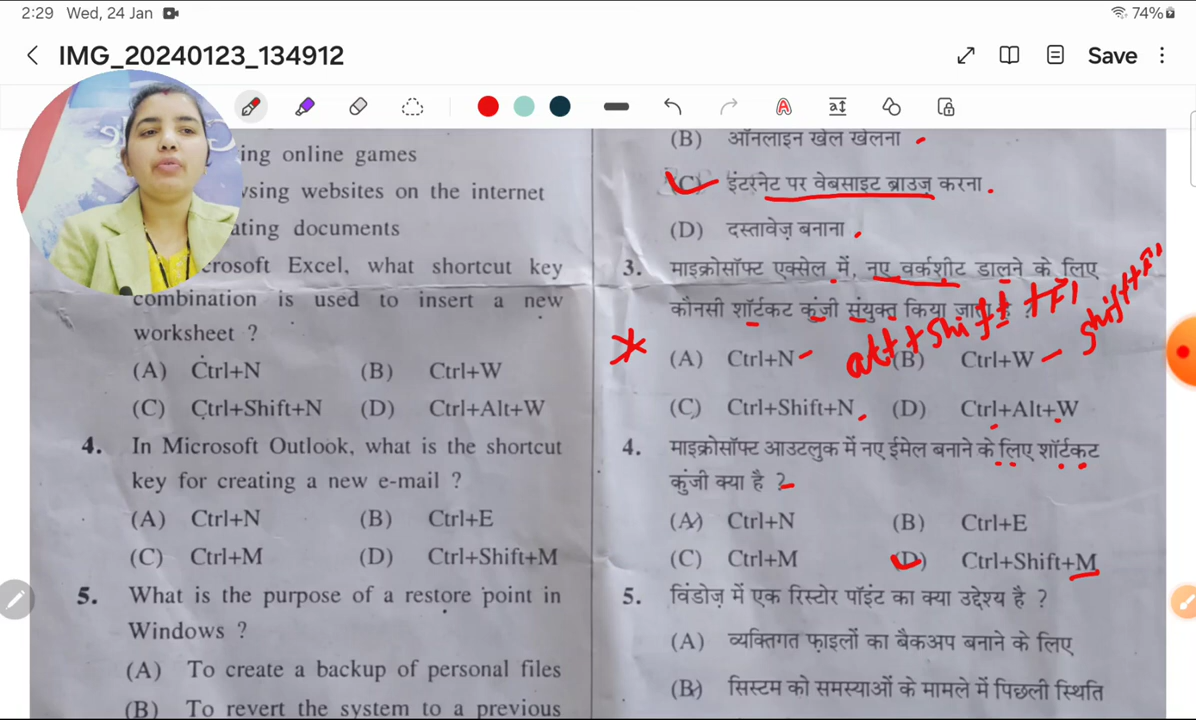 2:29 Wed, 24 Jan
74%
IMG_20240123_134912
Save
ing online games
sing websites on the internet
ating documents
crosoft Excel, what shortcut key
combination is used to insert a new
worksheet ?
(A) Ctrl+N (B) Ctrl+W
(C) Ctrl+Shift+N (D) Ctrl+Alt+W
4. In Microsoft Outlook, what is the shortcut
key for creating a new e-mail ?
(A) Ctrl+N (B) Ctrl+E
(C) Ctrl+M (D) Ctrl+Shift+M
5. What is the purpose of a restore point in
Windows ?
(A) To create a backup of personal files
(B) To revert the system to a previous
(B) ऑनलाइन खेल खेलना
(C) इंटरनेट पर वेबसाइट ब्राउज़ करना
(D) दस्तावेज़ बनाना
3. माइक्रोसॉफ्ट एक्सेल में, नए वर्कशीट डालने के लिए
कौनसी शॉर्टकट कुंजी संयुक्त किया जाता है ?
alt + shift + F1
shift + F11
(A) Ctrl+N (B) Ctrl+W
(C) Ctrl+Shift+N (D) Ctrl+Alt+W
4. माइक्रोसॉफ्ट आउटलुक में नए ईमेल बनाने के लिए शॉर्टकट
कुंजी क्या है ?
(A) Ctrl+N (B) Ctrl+E
(C) Ctrl+M (D) Ctrl+Shift+M
5. विंडोज़ में एक रिस्टोर पॉइंट का क्या उद्देश्य है ?
(A) व्यक्तिगत फ़ाइलों का बैकअप बनाने के लिए
(B) सिस्टम को समस्याओं के मामले में पिछली स्थिति